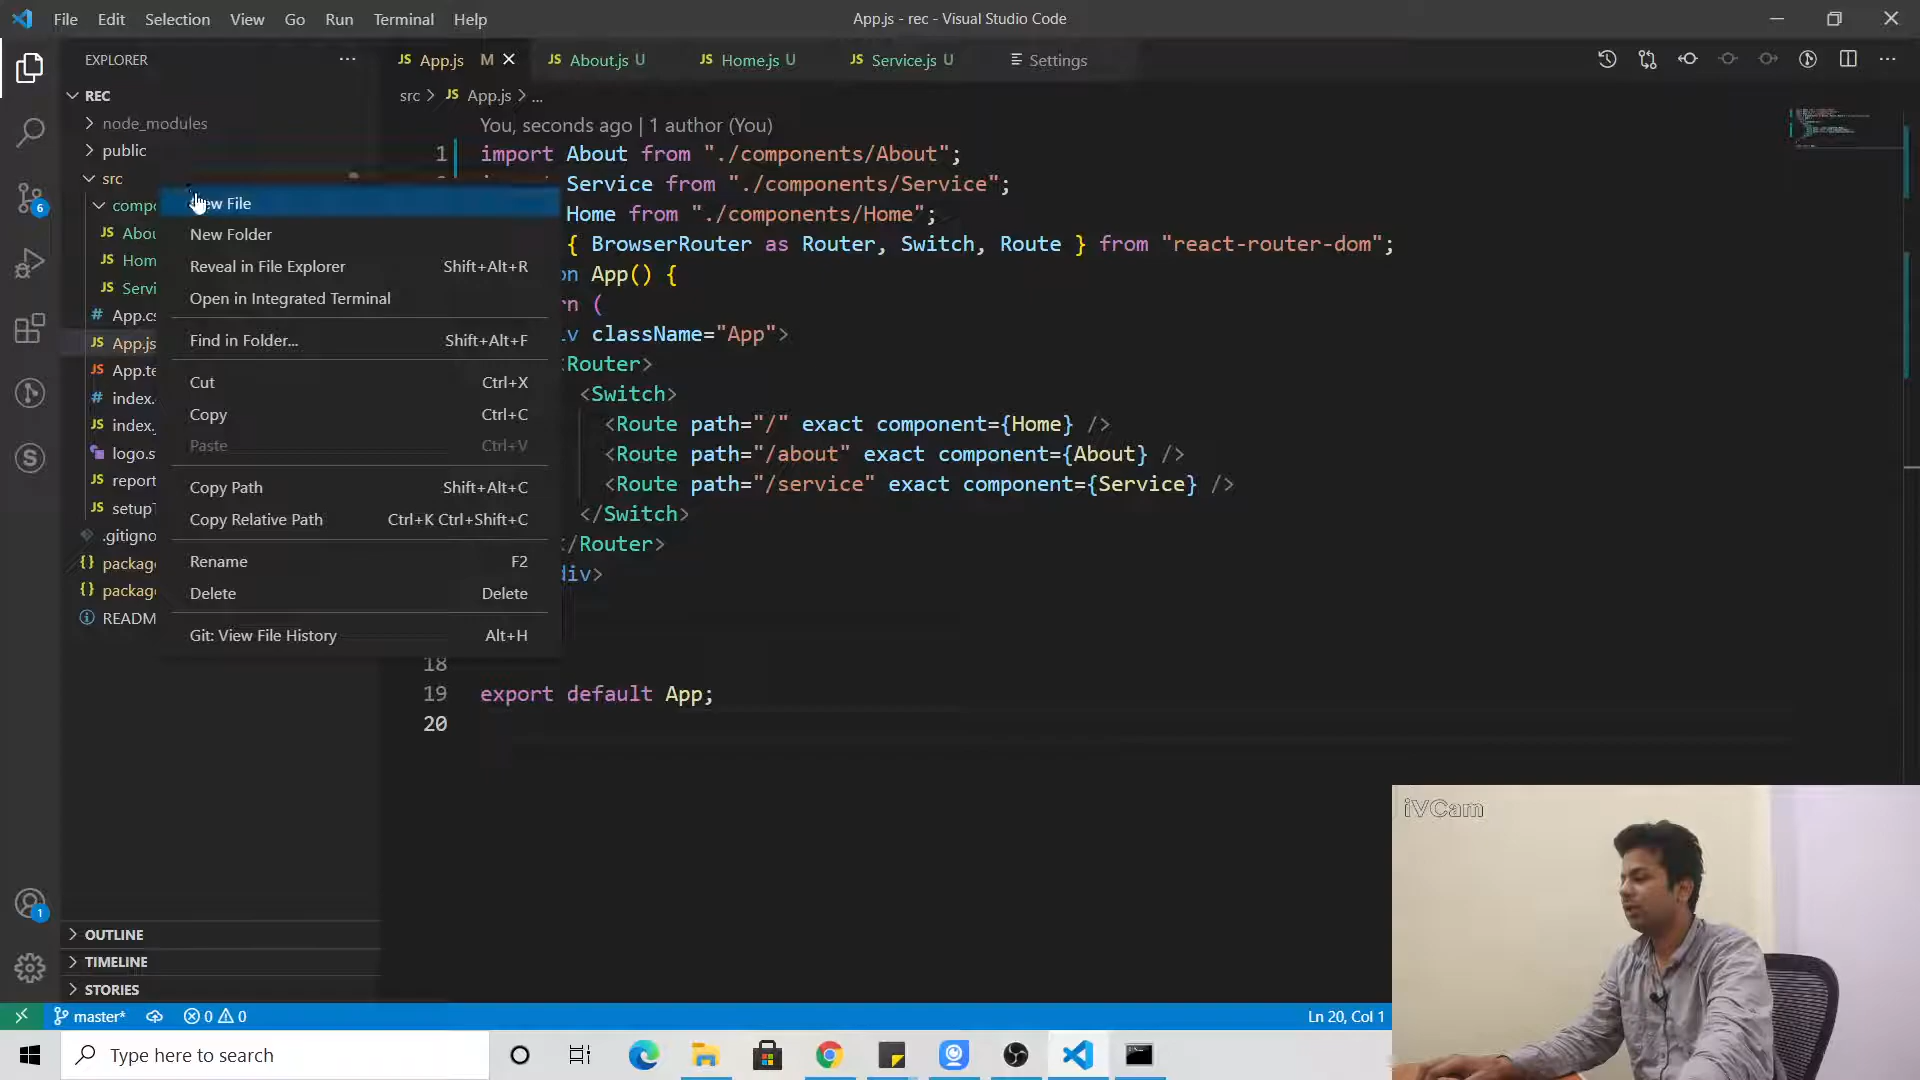 File Edit Selection View Go Run Terminal Help
App.js - rec - Visual Studio Code
EXPLORER
JS App.js M
JS About.js U
JS Home.js U
JS Service.js U
Settings
REC
src > JS App.js > ...
node_modules
You, seconds ago | 1 author (You)
public
1 import About from "./components/About";
src
Service from "./components/Service";
New Folder
Home from "./components/Home";
{ BrowserRouter as Router, Switch, Route } from "react-router-dom";
Reveal in File Explorer Shift+Alt+R
App() {
Open in Integrated Terminal
(
className="App">
Find in Folder... Shift+Alt+F
Router>
Cut Ctrl+X
<Switch>
Copy Ctrl+C
<Route path="/" exact component={Home} />
Paste Ctrl+V
<Route path="/about" exact component={About} />
Copy Path Shift+Alt+C
<Route path="/service" exact component={Service} />
Copy Relative Path Ctrl+K Ctrl+Shift+C
</Switch>
/Router>
Rename F2
div>
Delete Delete
Git: View File History Alt+H
JS App.js
18
19 export default App;
20
OUTLINE
TIMELINE
STORIES
6
1
master*
0 0
Ln 20, Col 1
Type here to search
iVCam